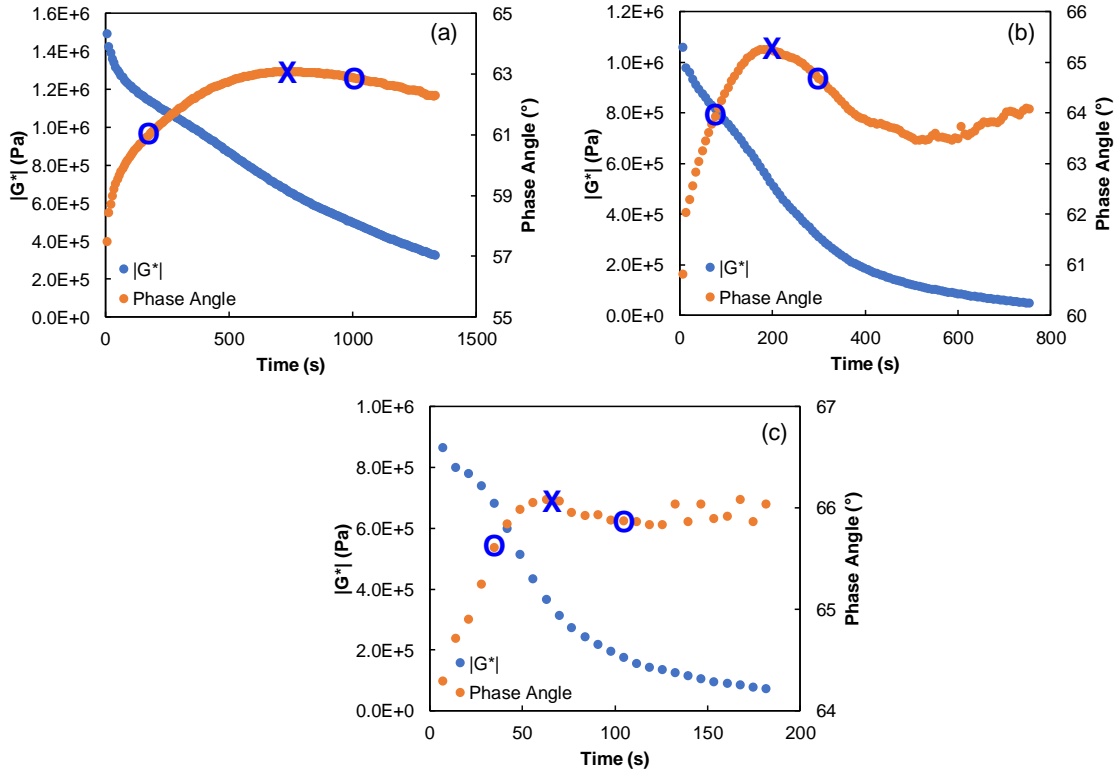 (a)
1.6E+6
1.4E+6
1.2E+6
1.0E+6
8.0E+5
6.0E+5
4.0E+5
2.0E+5
0.0E+0
|G*| (Pa)
65
63
61
59
57
55
Phase Angle (°)
X
O
O
|G*|
Phase Angle
0 500 1000 1500
Time (s)
(b)
1.2E+6
1.0E+6
8.0E+5
6.0E+5
4.0E+5
2.0E+5
0.0E+0
|G*| (Pa)
66
65
64
63
62
61
60
Phase Angle (°)
X
O
O
|G*|
Phase Angle
0 200 400 600 800
Time (s)
(c)
1.0E+6
8.0E+5
6.0E+5
4.0E+5
2.0E+5
0.0E+0
|G*| (Pa)
67
66
65
64
Phase Angle (°)
X
O
O
|G*|
Phase Angle
0 50 100 150 200
Time (s)